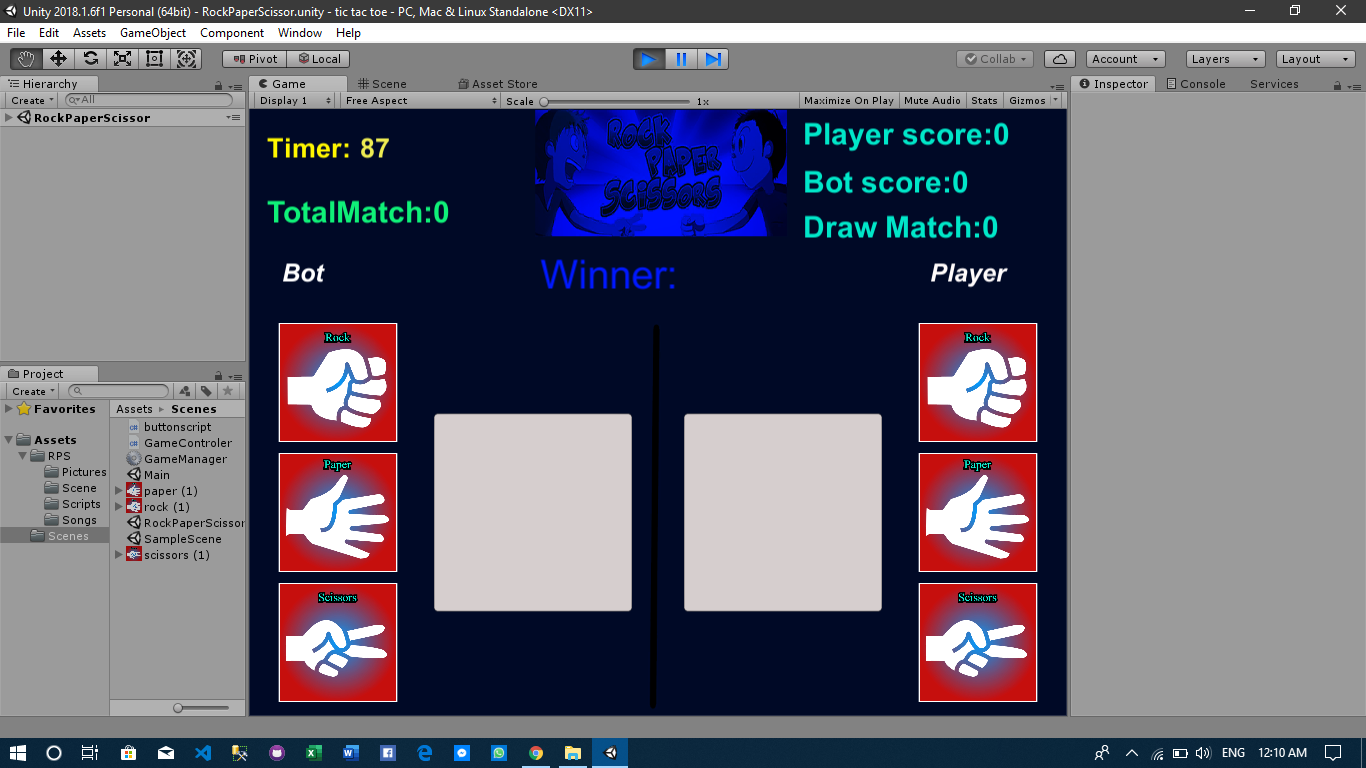 Unity 2018.1.6f1 Personal (64bit) - RockPaperScissor.unity - tic tac toe - PC, Mac & Linux Standalone <DX11>
File Edit Assets GameObject Component Window Help
Pivot Local Collab Account Layers Layout
Hierarchy
Create All
RockPaperScissor
Game Scene Asset Store
Display 1 Free Aspect Scale 1x Maximize On Play Mute Audio Stats Gizmos
Inspector Console Services
Timer: 87
TotalMatch:0
ROCK
PAPER
SCISSORS
Player score:0
Bot score:0
Draw Match:0
Bot
Winner:
Player
Rock
Paper
Scissors
Rock
Paper
Scissors
Project
Create
Favorites
Assets
RPS
Pictures
Scene
Scripts
Songs
Scenes
Assets Scenes
buttonscript
GameControler
GameManager
Main
paper (1)
rock (1)
RockPaperScissor
SampleScene
scissors (1)
ENG 12:10 AM